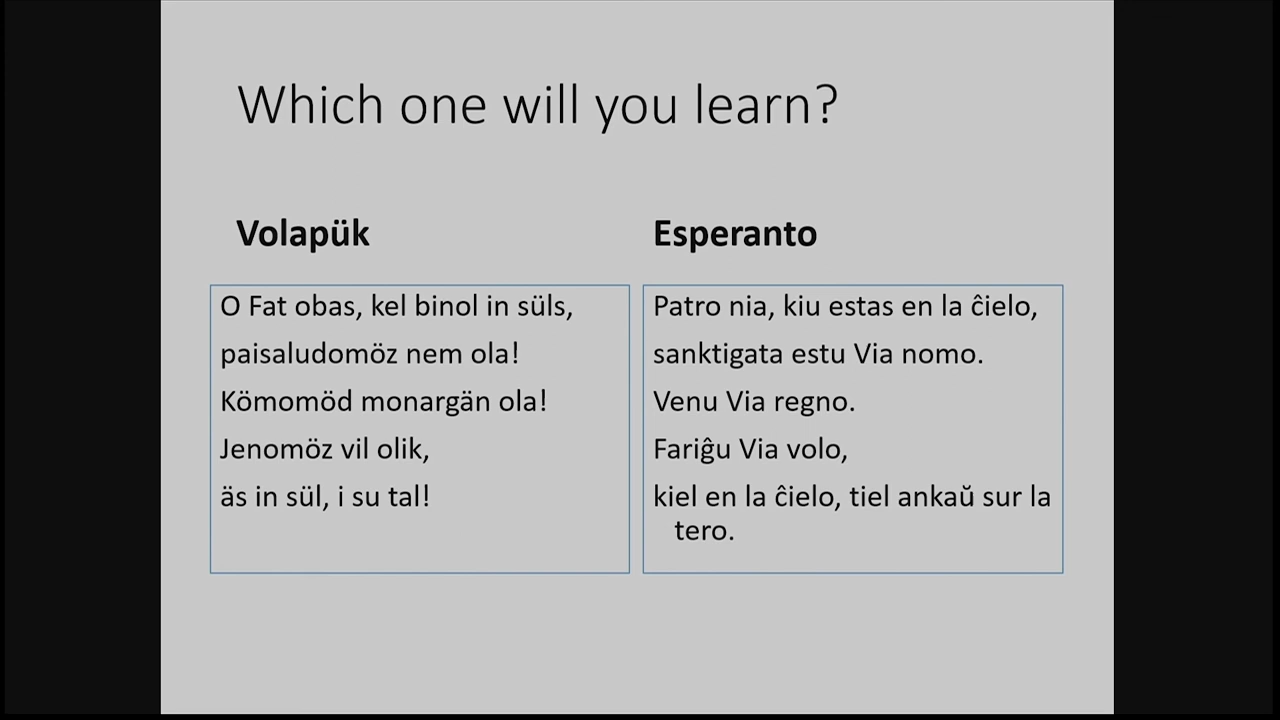 Which one will you learn?
Volapük
O Fat obas, kel binol in süls,
paisaludomöz nem ola!
Kömomöd monargän ola!
Jenomöz vil olik,
äs in sül, i su tal!
Esperanto
Patro nia, kiu estas en la ĉielo,
sanktigata estu Via nomo.
Venu Via regno.
Fariĝu Via volo,
kiel en la ĉielo, tiel ankaŭ sur la
tero.